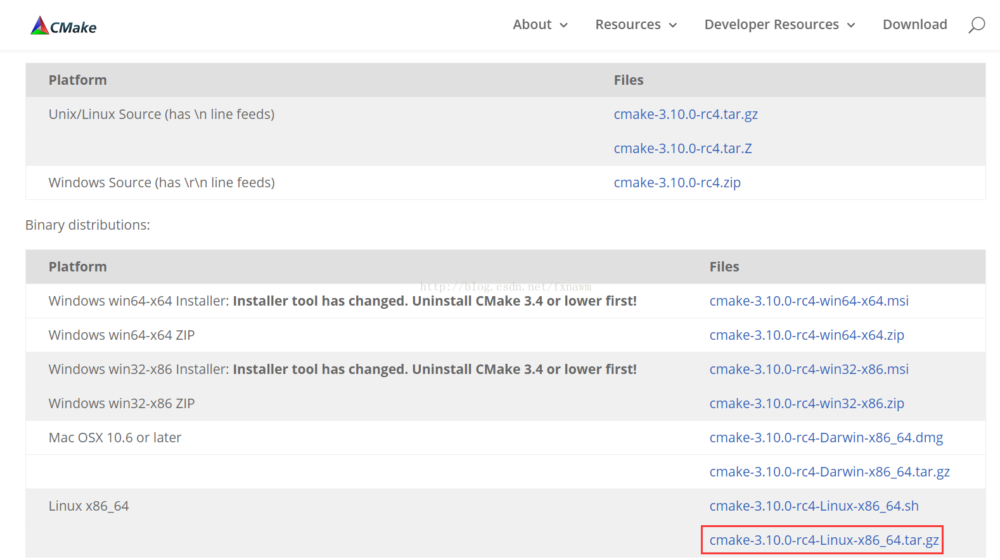 CMake
About Resources Developer Resources Download
Platform Files
Unix/Linux Source (has \n line feeds) cmake-3.10.0-rc4.tar.gz
cmake-3.10.0-rc4.tar.Z
Windows Source (has \r\n line feeds) cmake-3.10.0-rc4.zip
Binary distributions:
Platform Files
http://blog.csdn.net/fxnawm
Windows win64-x64 Installer: Installer tool has changed. Uninstall CMake 3.4 or lower first! cmake-3.10.0-rc4-win64-x64.msi
Windows win64-x64 ZIP cmake-3.10.0-rc4-win64-x64.zip
Windows win32-x86 Installer: Installer tool has changed. Uninstall CMake 3.4 or lower first! cmake-3.10.0-rc4-win32-x86.msi
Windows win32-x86 ZIP cmake-3.10.0-rc4-win32-x86.zip
Mac OSX 10.6 or later cmake-3.10.0-rc4-Darwin-x86_64.dmg
cmake-3.10.0-rc4-Darwin-x86_64.tar.gz
Linux x86_64 cmake-3.10.0-rc4-Linux-x86_64.sh
cmake-3.10.0-rc4-Linux-x86_64.tar.gz